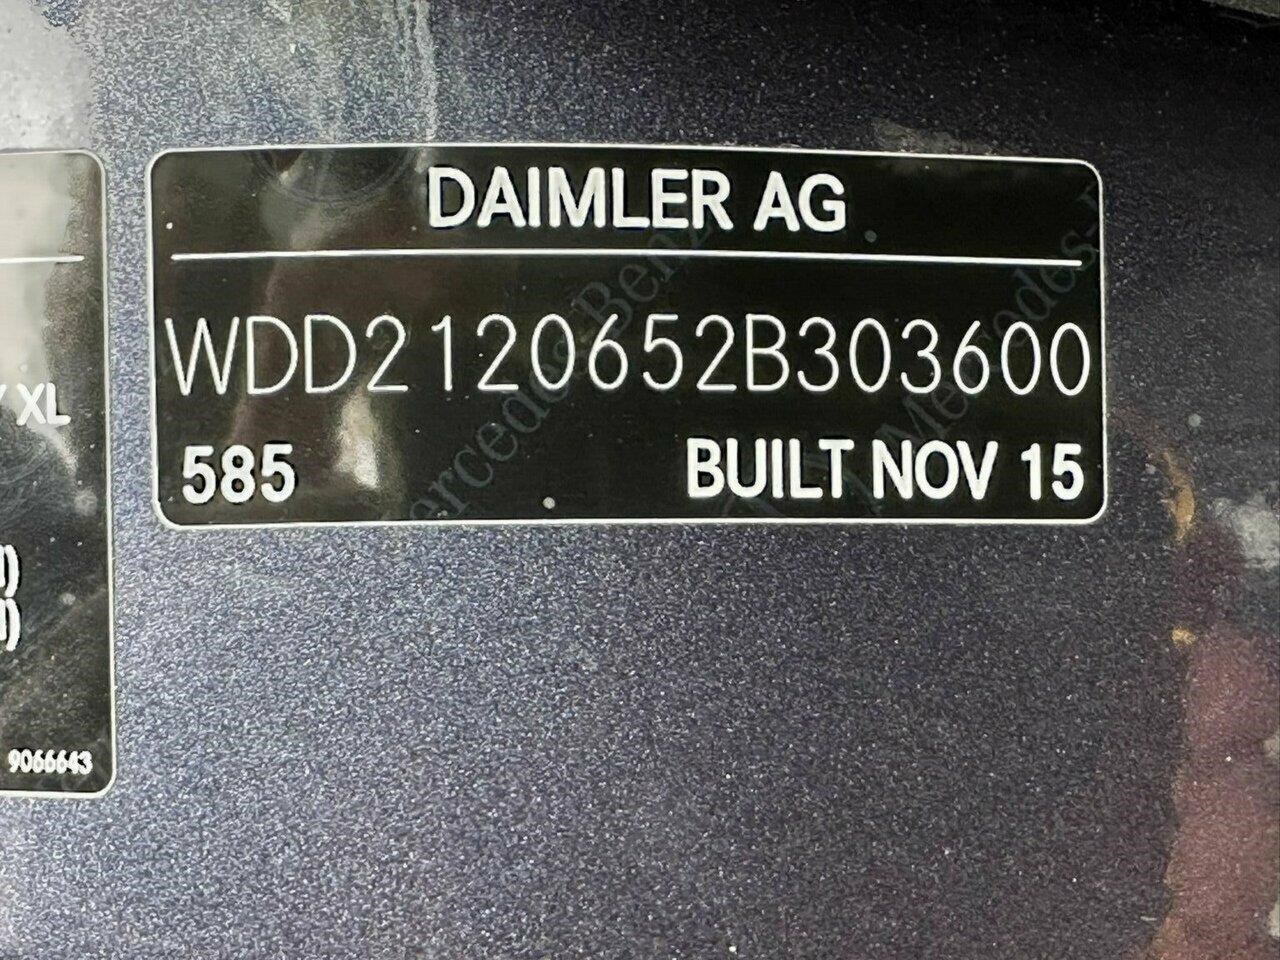 DAIMLER AG
WDD2120652B303600
585 BUILT NOV 15
XL
9066643